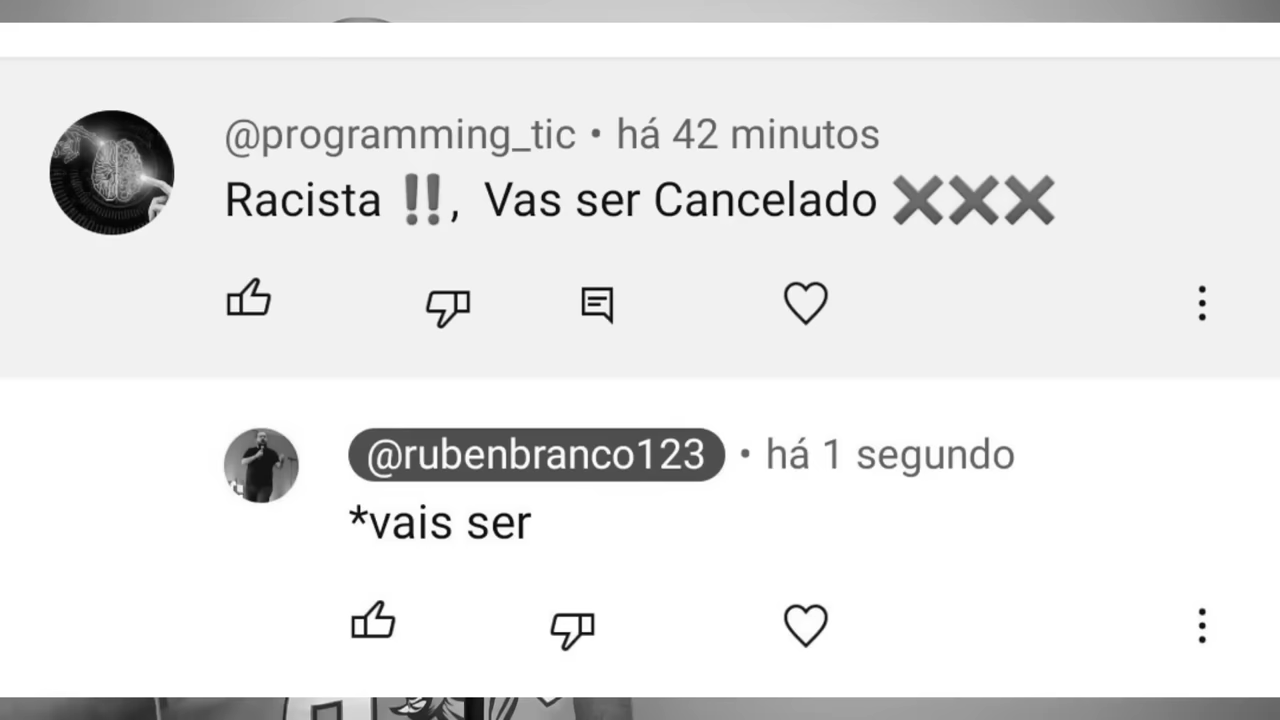 @programming_tic • há 42 minutos
Racista ‼️,  Vas ser Cancelado ❌❌❌
@rubenbranco123 • há 1 segundo
*vais ser